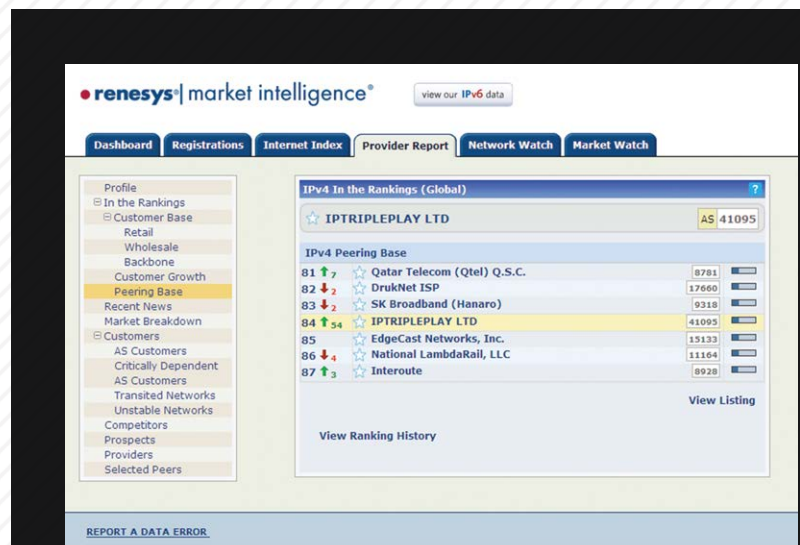 renesys® | market intelligence®
view our IPv6 data
Dashboard Registrations Internet Index Provider Report Network Watch Market Watch
Profile
In the Rankings
Customer Base
Retail
Wholesale
Backbone
Customer Growth
Peering Base
Recent News
Market Breakdown
Customers
AS Customers
Critically Dependent
AS Customers
Transited Networks
Unstable Networks
Competitors
Prospects
Providers
Selected Peers
IPv4 In the Rankings (Global) ?
IPTRIPLEPLAY LTD AS 41095
IPv4 Peering Base
81 7 Qatar Telecom (Qtel) Q.S.C. 8781
82 2 DrukNet ISP 17660
83 2 SK Broadband (Hanaro) 9318
84 54 IPTRIPLEPLAY LTD 41095
85 EdgeCast Networks, Inc. 15133
86 4 National LambdaRail, LLC 11164
87 3 Interoute 8928
View Listing
View Ranking History
REPORT A DATA ERROR